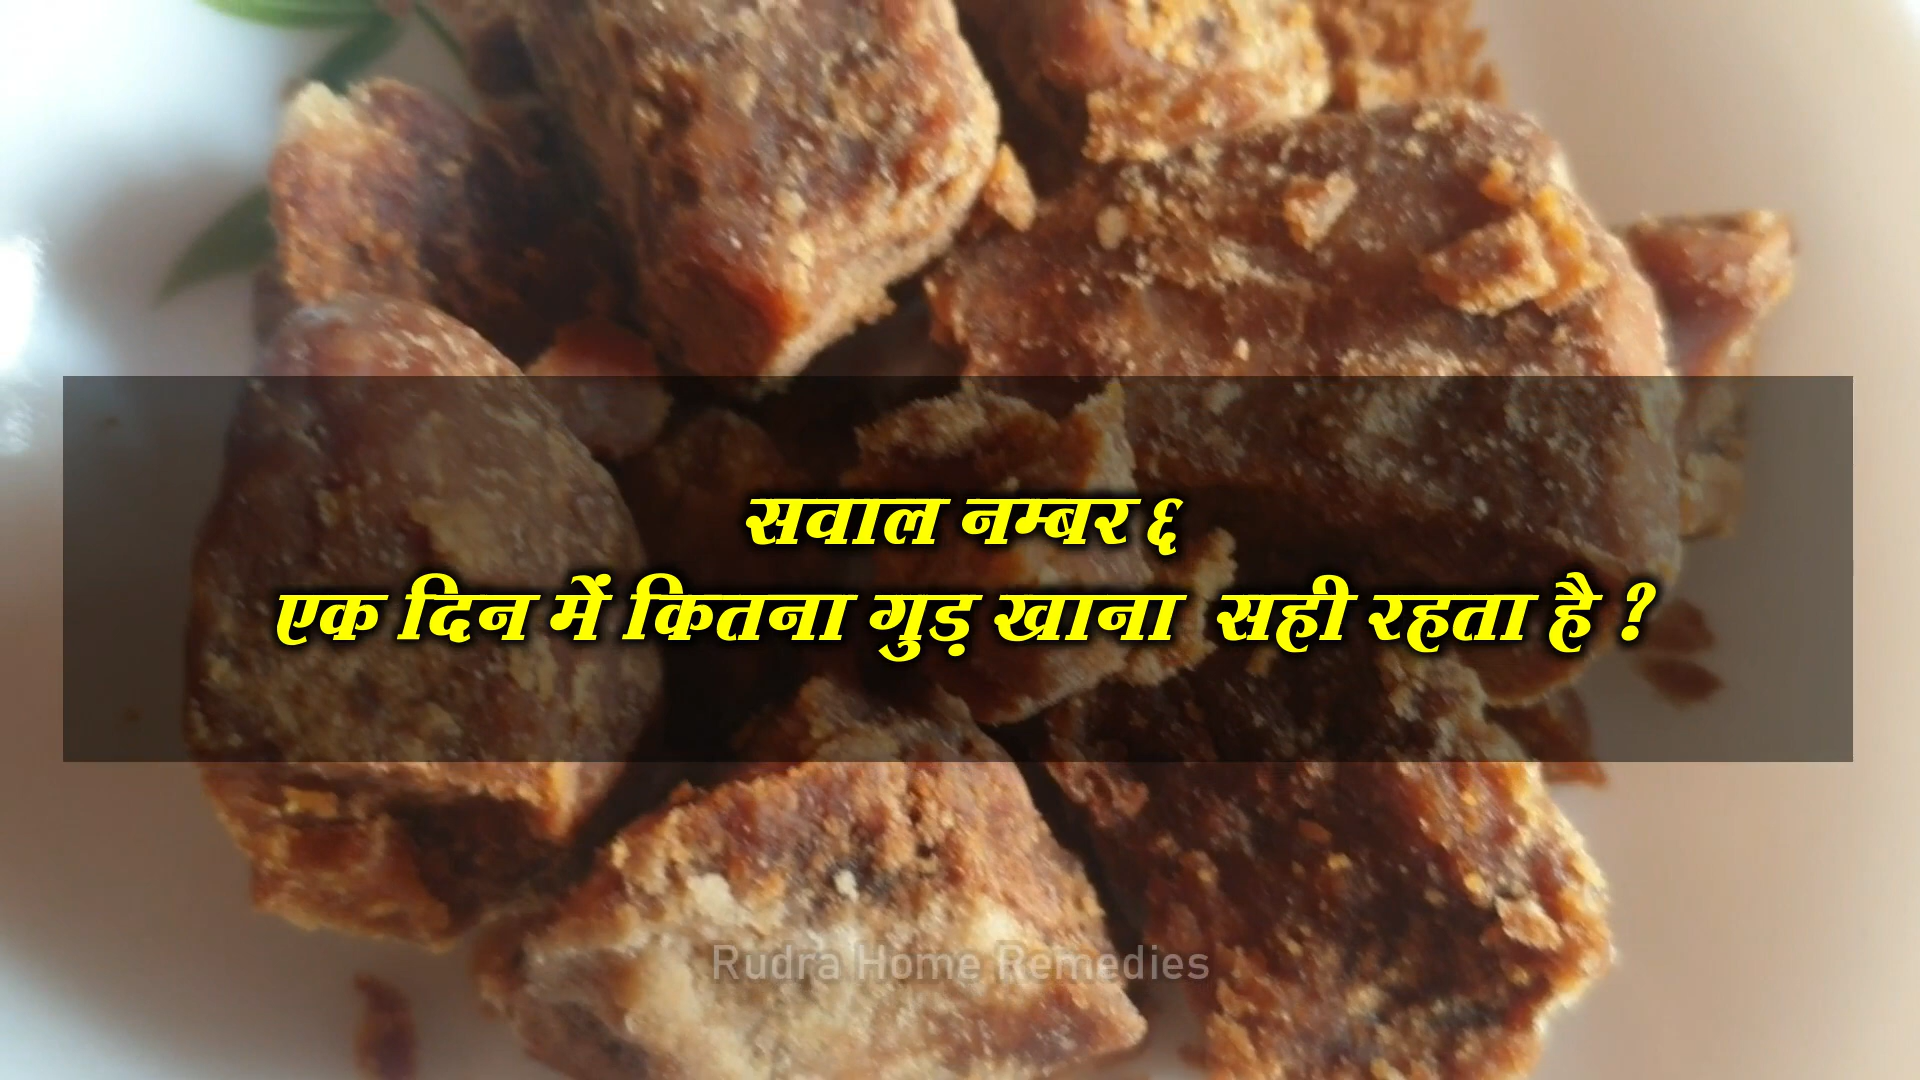 सवाल नम्बर ६
एक दिन में कितना गुड़ खाना सही रहता है ?
Rudra Home Remedies